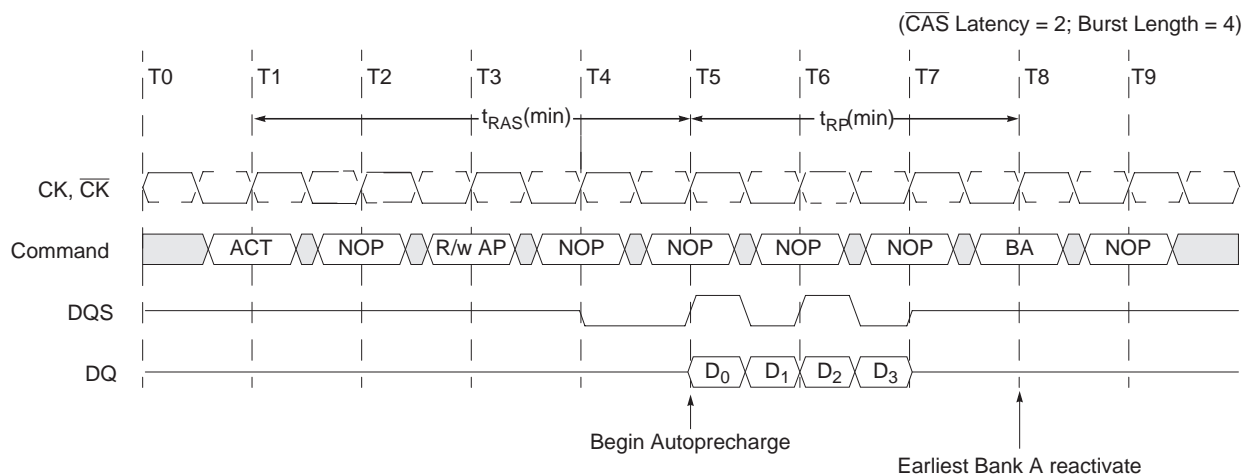 (CAS Latency = 2; Burst Length = 4)
T0 T1 T2 T3 T4 T5 T6 T7 T8 T9
tRAS(min) tRP(min)
CK, CK
Command ACT NOP R/w AP NOP NOP NOP NOP BA NOP
DQS
DQ D0 D1 D2 D3
Begin Autoprecharge
Earliest Bank A reactivate